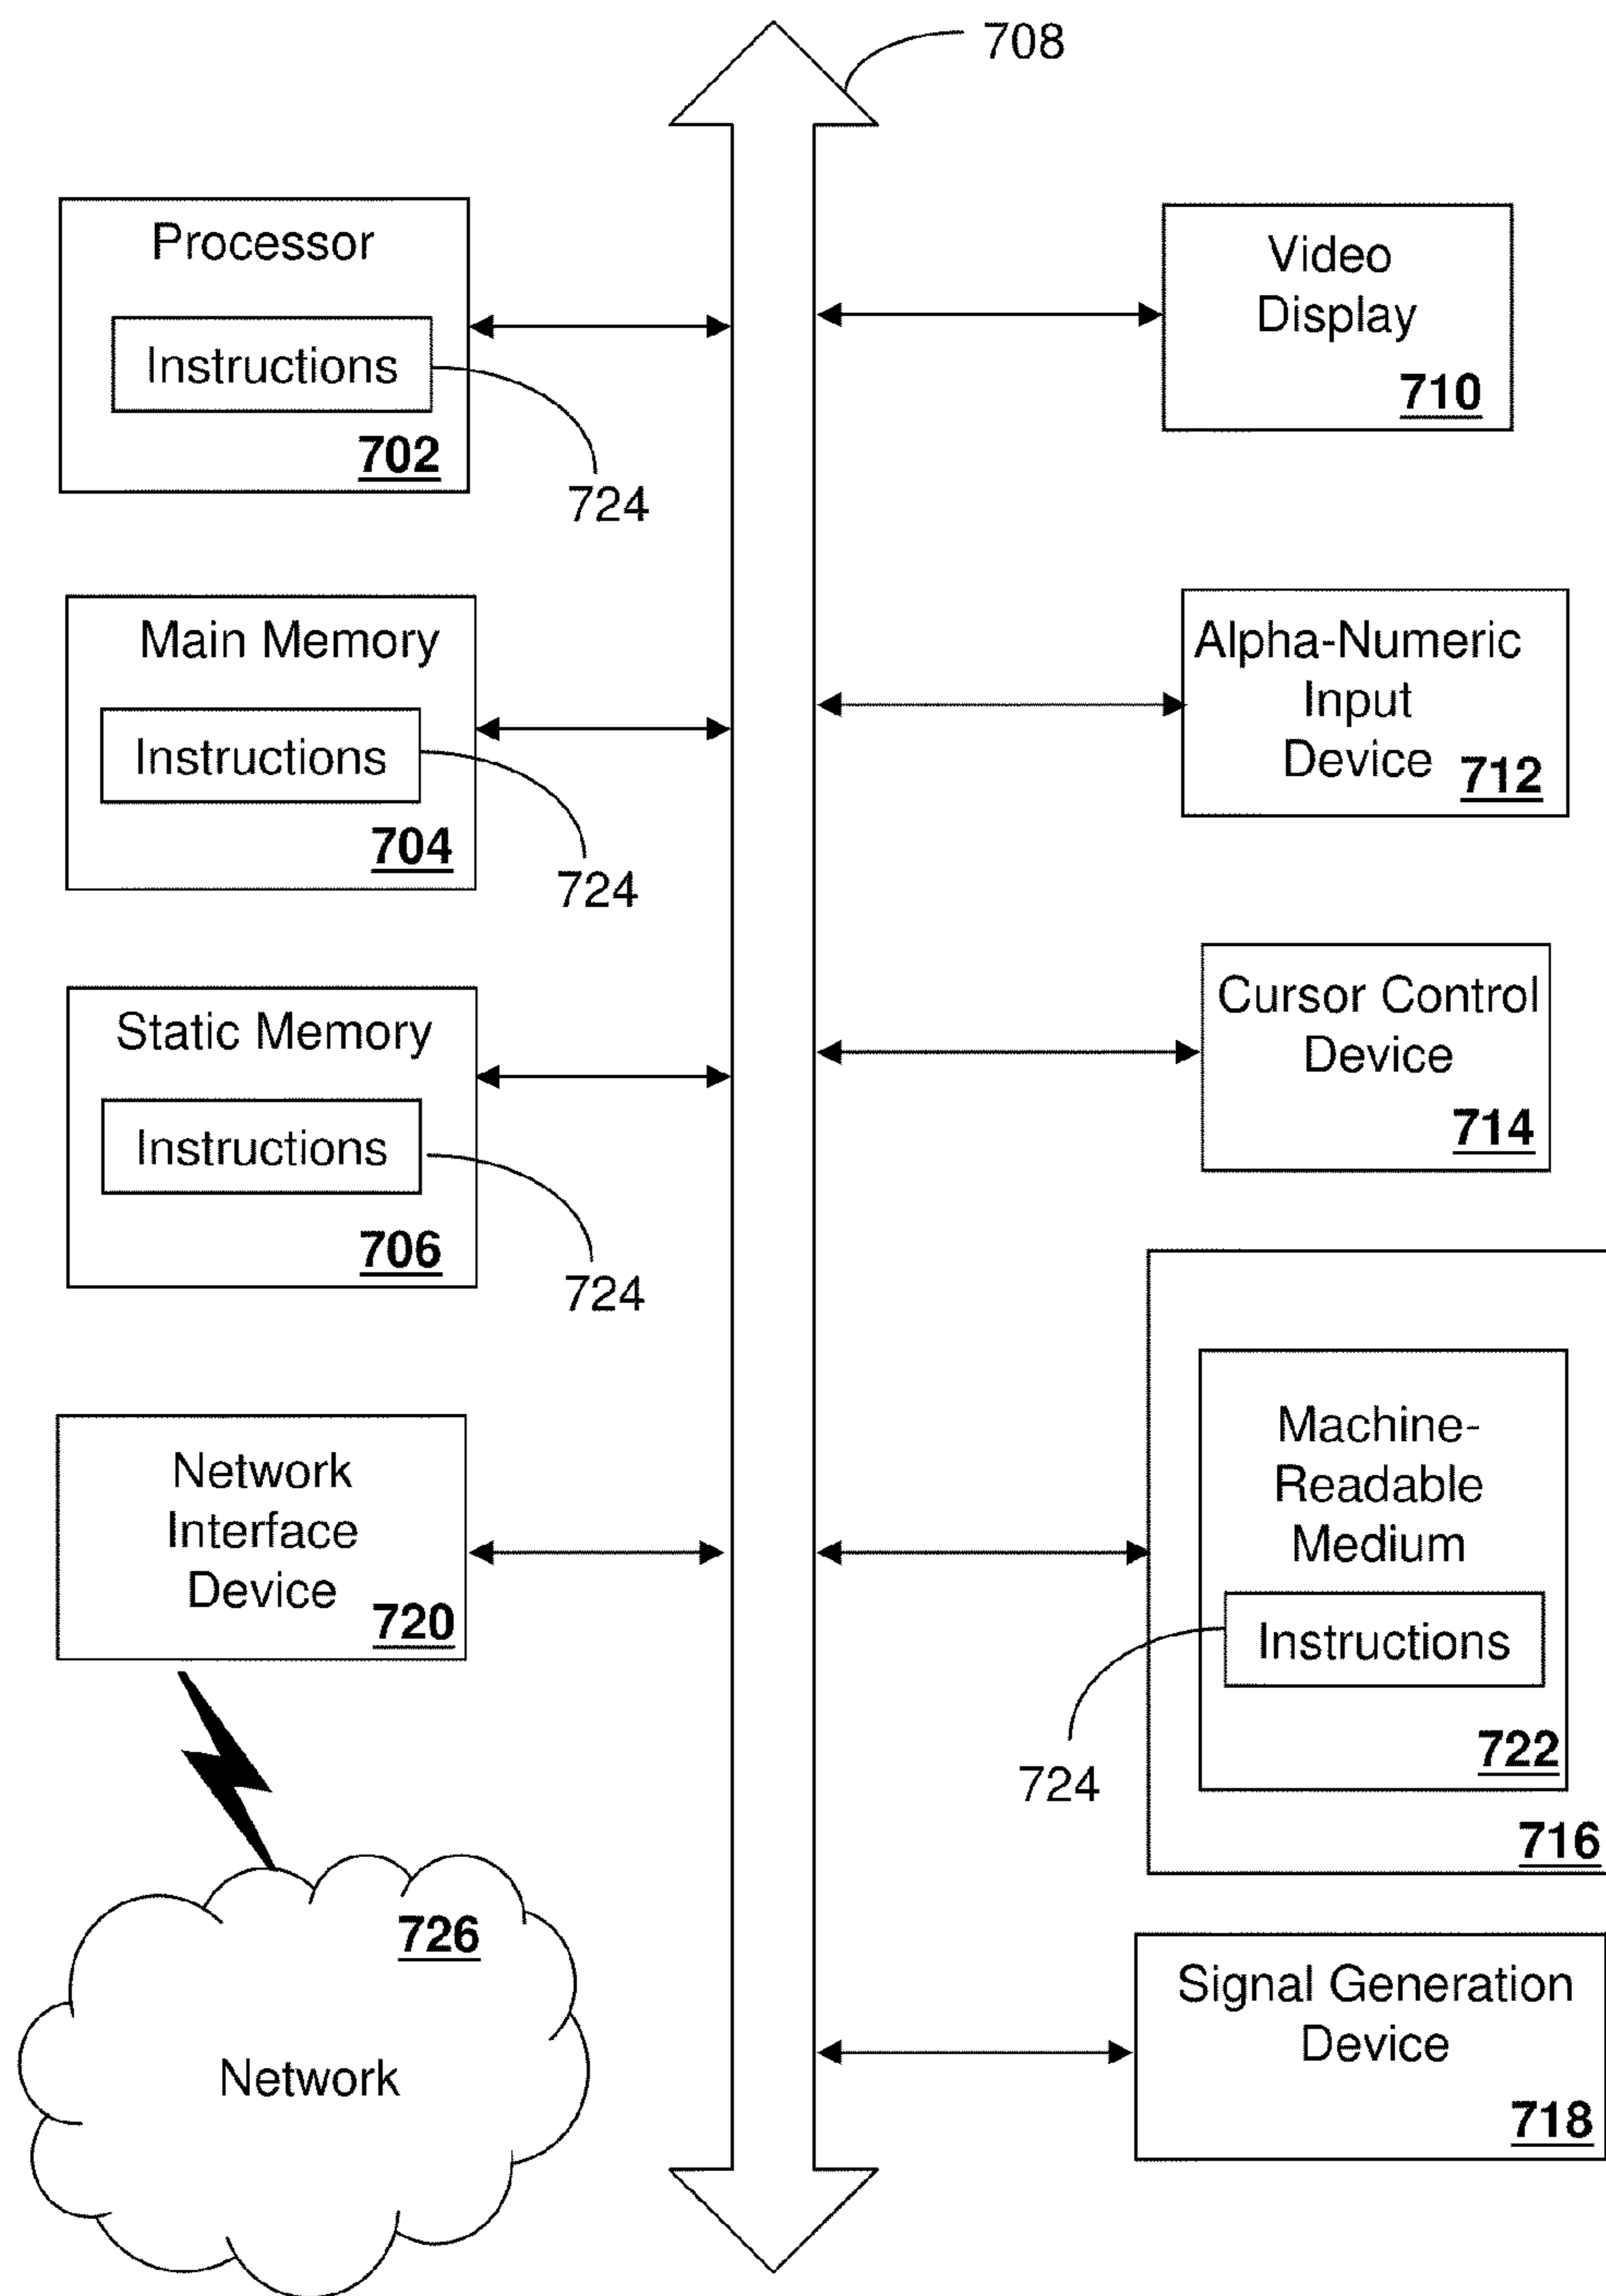 708
Processor
Instructions
702
724
Main Memory
Instructions
704
724
Static Memory
Instructions
706
724
Network
Interface
Device
720
726
Network
Video
Display
710
Alpha-Numeric
Input
Device
712
Cursor Control
Device
714
Machine-
Readable
Medium
Instructions
722
724
716
Signal Generation
Device
718